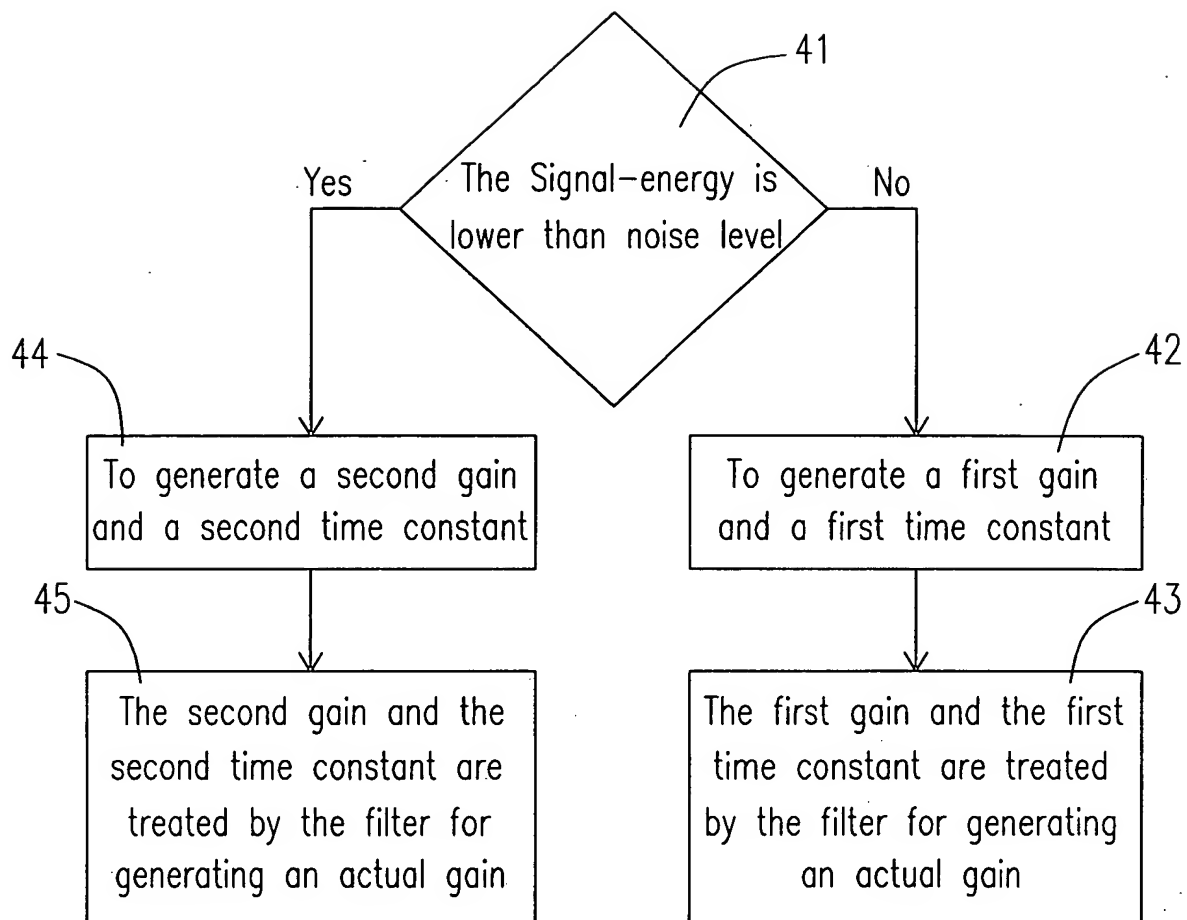 41
The Signal-energy is
lower than noise level
Yes
No
44
To generate a second gain
and a second time constant
42
To generate a first gain
and a first time constant
45
The second gain and the
second time constant are
treated by the filter for
generating an actual gain
43
The first gain and the first
time constant are treated
by the filter for generating
an actual gain